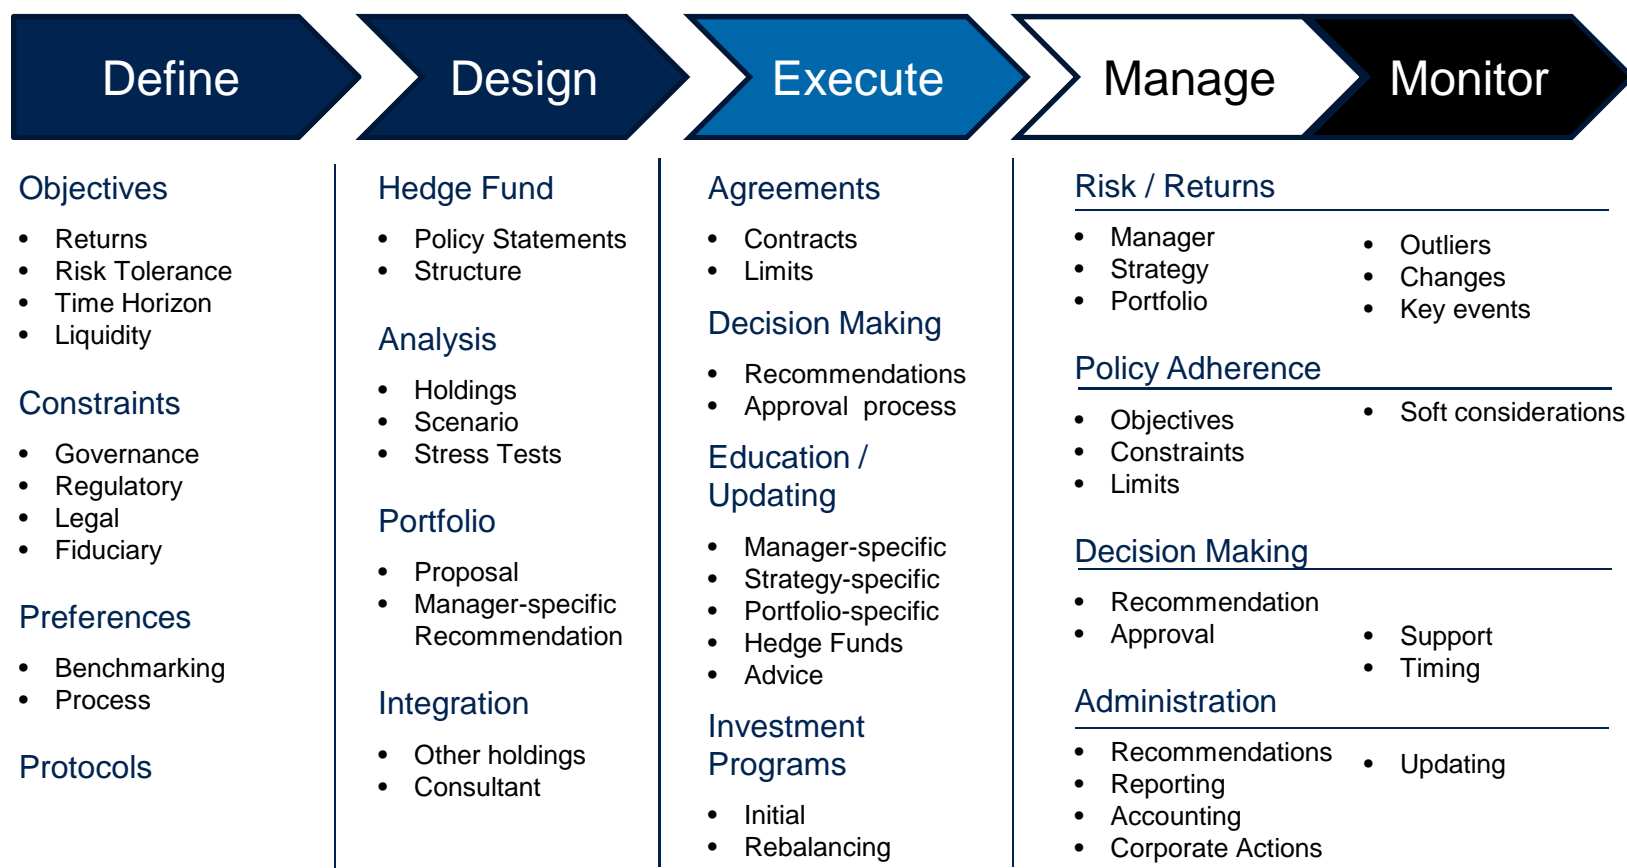 Define
Design
Execute
Manage
Monitor
Objectives
• Returns
• Risk Tolerance
• Time Horizon
• Liquidity
Constraints
• Governance
• Regulatory
• Legal
• Fiduciary
Preferences
• Benchmarking
• Process
Protocols
Hedge Fund
• Policy Statements
• Structure
Analysis
• Holdings
• Scenario
• Stress Tests
Portfolio
• Proposal
• Manager-specific
Recommendation
Integration
• Other holdings
• Consultant
Agreements
• Contracts
• Limits
Decision Making
• Recommendations
• Approval process
Education /
Updating
• Manager-specific
• Strategy-specific
• Portfolio-specific
• Hedge Funds
• Advice
Investment
Programs
• Initial
• Rebalancing
Risk / Returns
• Manager
• Strategy
• Portfolio
• Outliers
• Changes
• Key events
Policy Adherence
• Objectives
• Constraints
• Limits
• Soft considerations
Decision Making
• Recommendation
• Approval
• Support
• Timing
Administration
• Recommendations
• Reporting
• Accounting
• Corporate Actions
• Updating